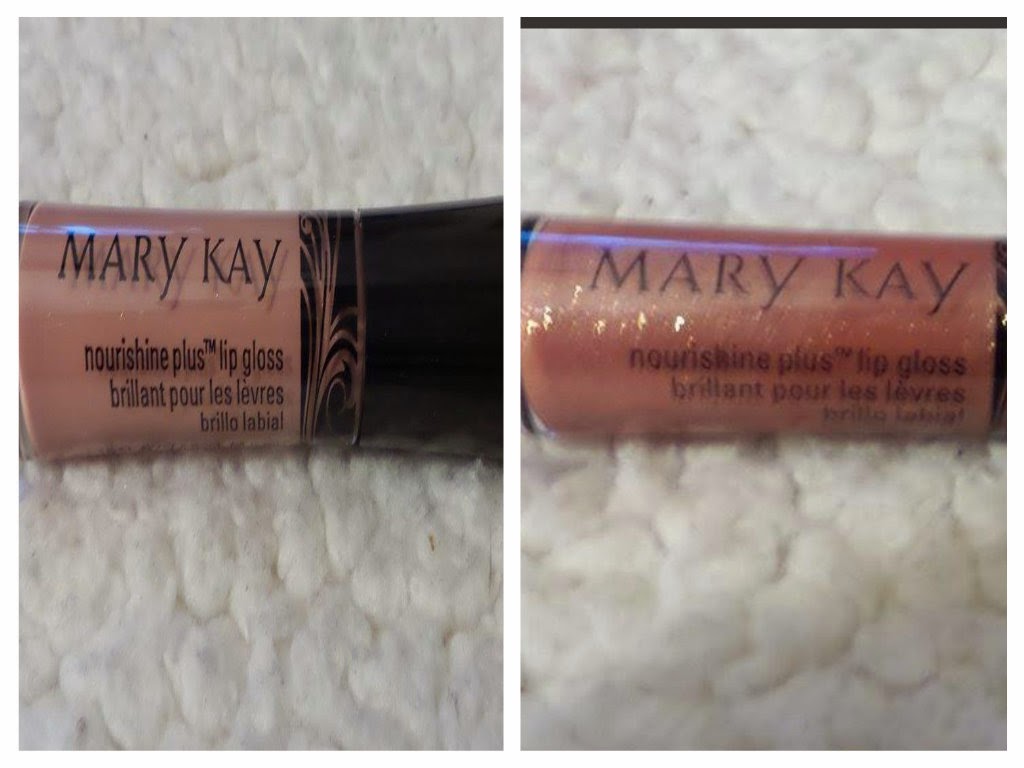 MARY KAY
nourishine plus™ lip gloss
brillant pour les lèvres
brillo labial
MARY KAY
nourishine plus™ lip gloss
brillant pour les lèvres
brillo labial